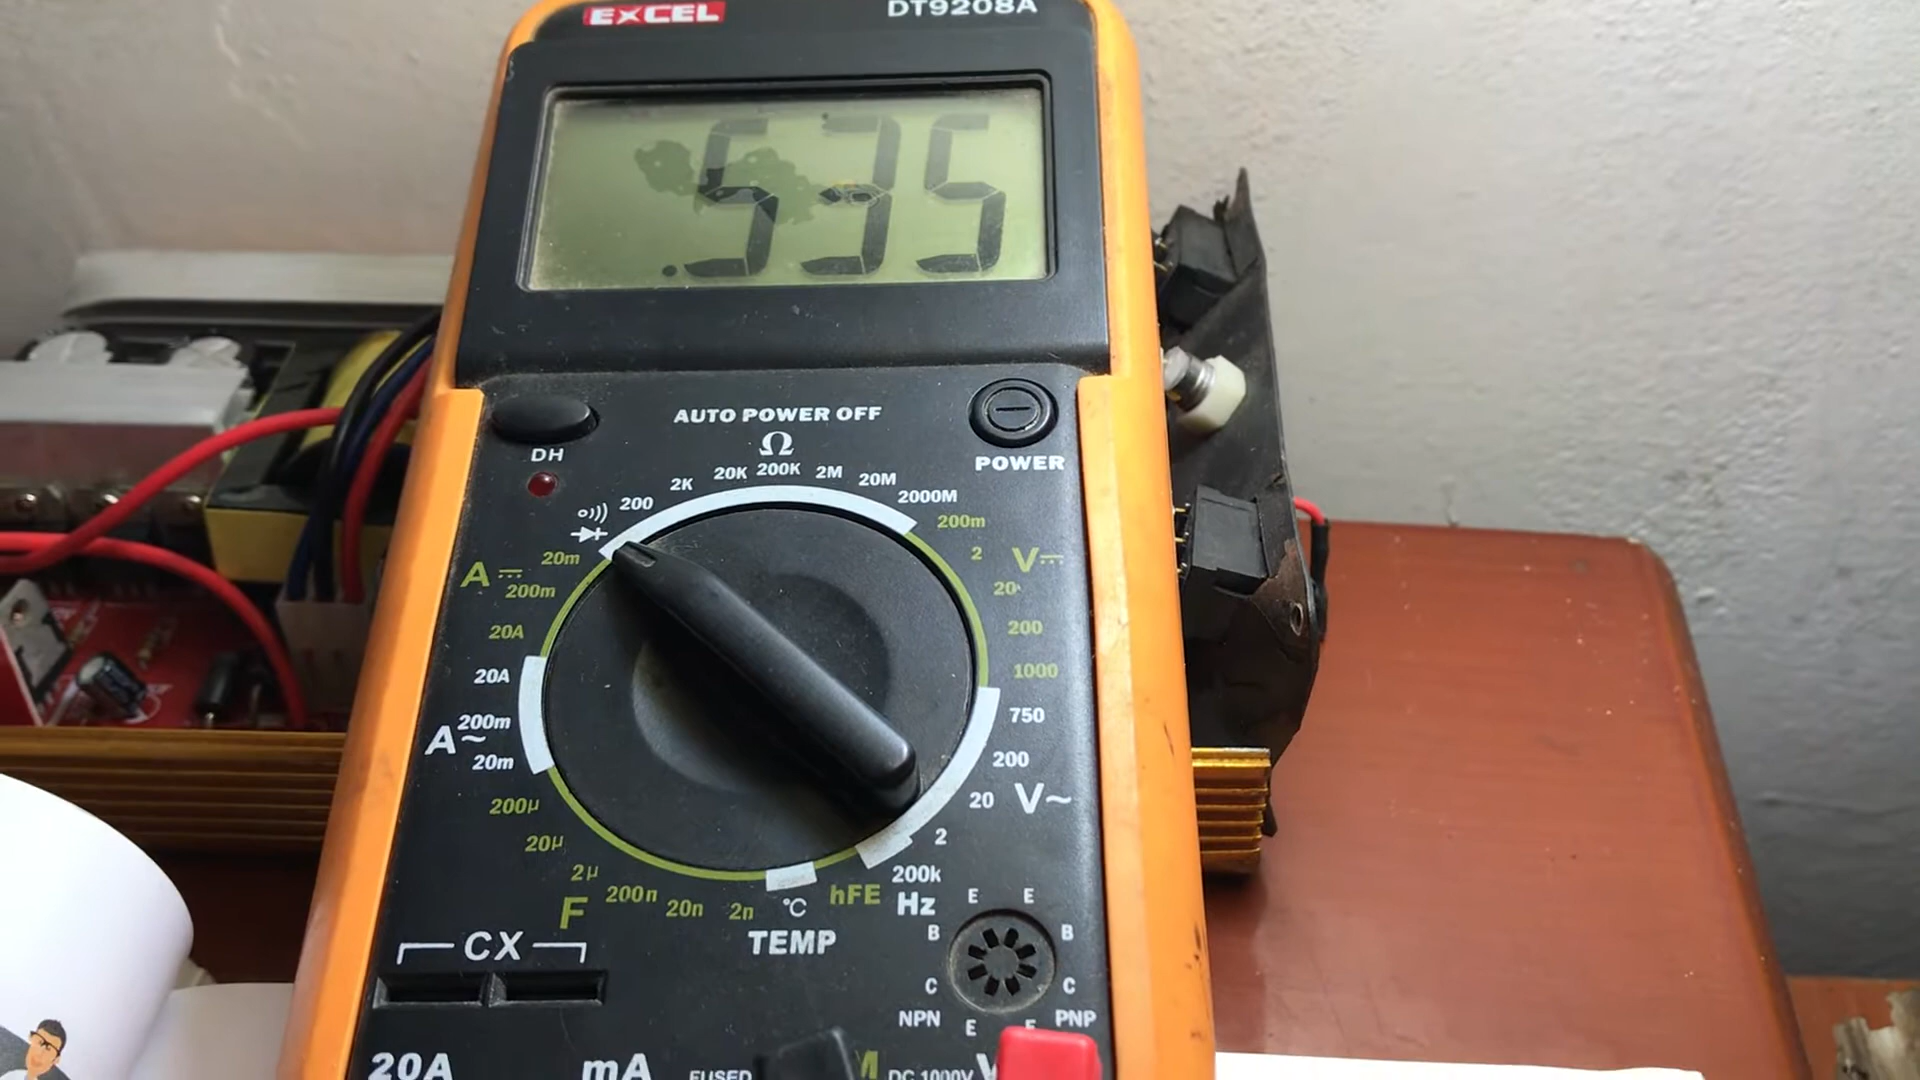 EXCEL
DT9208A
.535
DH
AUTO POWER OFF
POWER
Ω
200
2K
20K
200K
2M
20M
2000M
200m
2
V
20
200
1000
750
200
20
V~
2
200k
Hz
hFE
°C
TEMP
2n
20n
200n
2µ
F
20µ
200µ
20m
200m
A~
20A
20A
200m
A
20m
CX
E E
B B
C C
NPN
PNP
E E
20A
mA
FUSED
DC 1000V